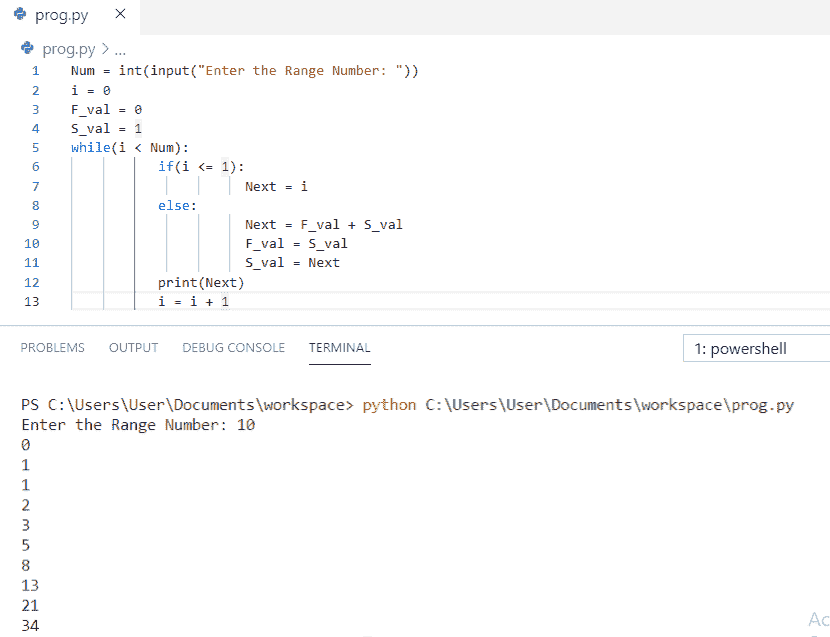 prog.py ×
prog.py > ...
1 Num = int(input("Enter the Range Number: "))
2 i = 0
3 F_val = 0
4 S_val = 1
5 while(i < Num):
6 if(i <= 1):
7 Next = i
8 else:
9 Next = F_val + S_val
10 F_val = S_val
11 S_val = Next
12 print(Next)
13 i = i + 1
PROBLEMS OUTPUT DEBUG CONSOLE TERMINAL 1: powershell
PS C:\Users\User\Documents\workspace> python C:\Users\User\Documents\workspace\prog.py
Enter the Range Number: 10
0
1
1
2
3
5
8
13
21
34